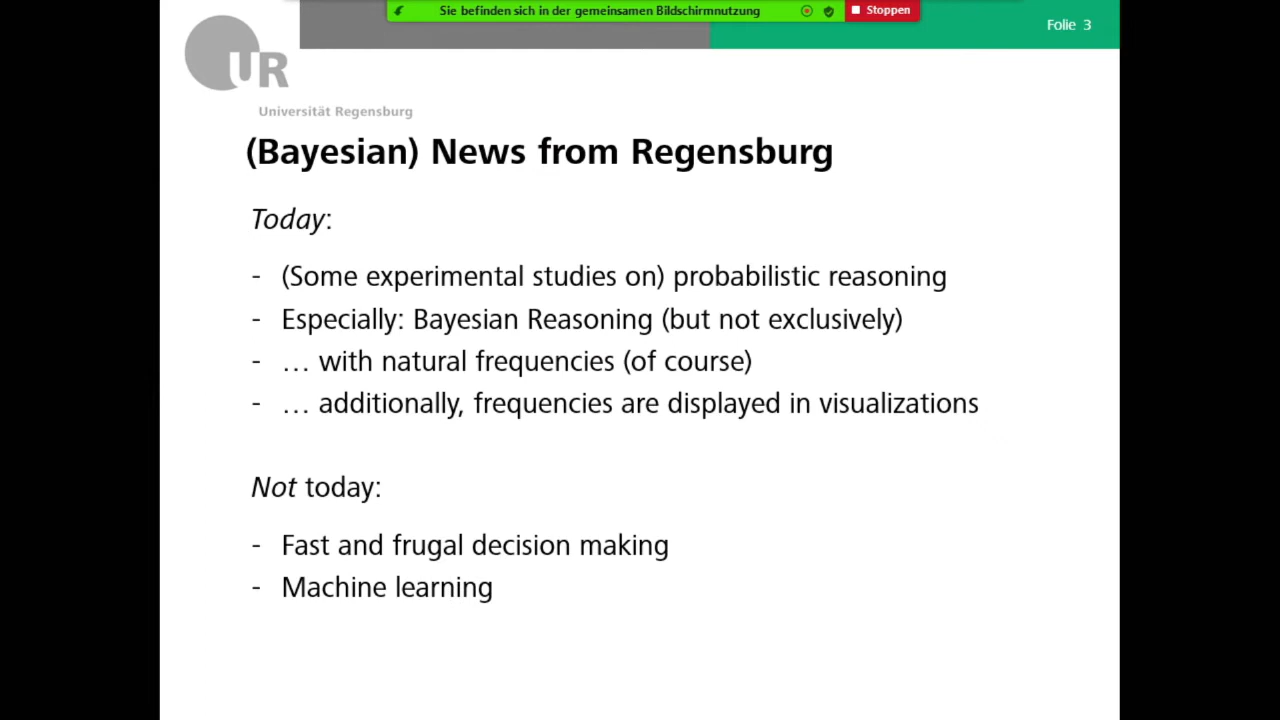 Sie befinden sich in der gemeinsamen Bildschirmnutzung
Stoppen
Folie 3
UR
Universität Regensburg
(Bayesian) News from Regensburg
Today:
- (Some experimental studies on) probabilistic reasoning
- Especially: Bayesian Reasoning (but not exclusively)
- … with natural frequencies (of course)
- … additionally, frequencies are displayed in visualizations
Not today:
- Fast and frugal decision making
- Machine learning